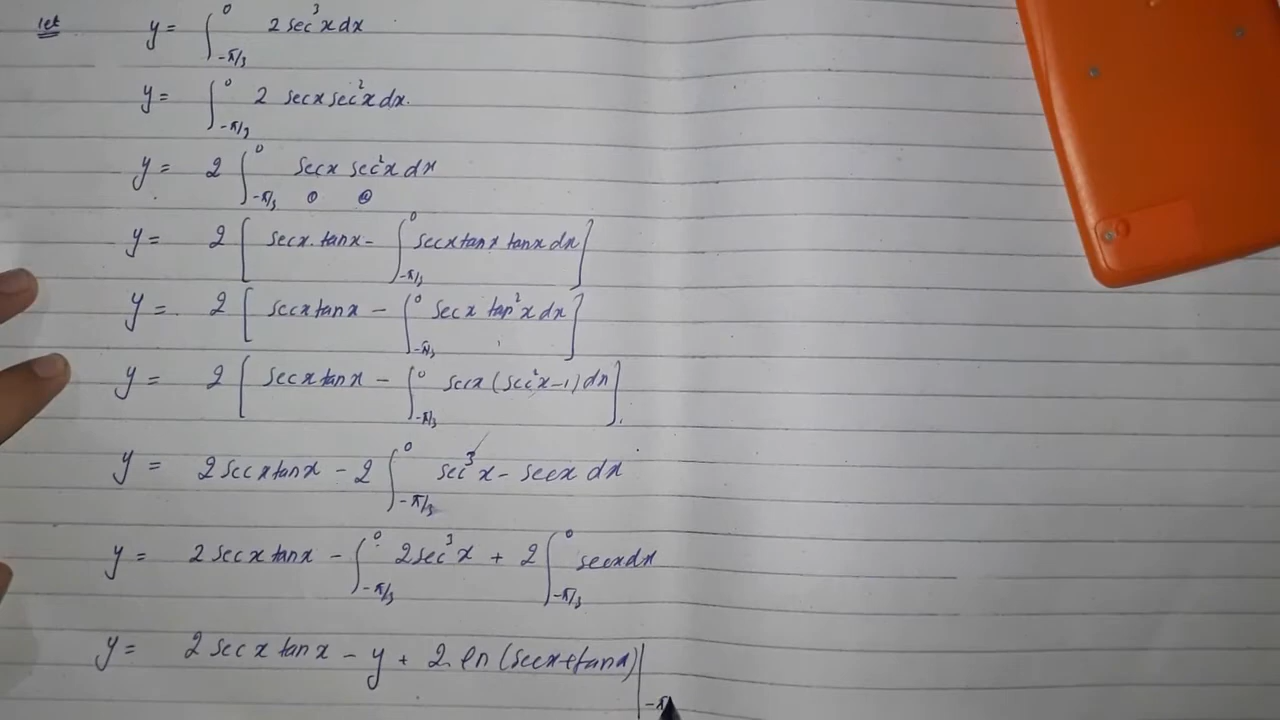 let y = ∫_{-π/3}^{0} 2 sec³x dx
y = ∫_{-π/3}^{0} 2 secx sec²x dx.
y = 2 ∫_{-π/3}^{0} secx sec²x dx
① ②
y = 2 [ secx . tanx - ∫_{-π/3}^{0} secx tanx tanx dx ]
y = 2 [ secx tanx - ∫_{-π/3}^{0} secx tan²x dx ]
y = 2 [ secx tanx - ∫_{-π/3}^{0} secx (sec²x-1) dx ].
y = 2 secx tanx - 2 ∫_{-π/3}^{0} sec³x - secx dx
y = 2 secx tanx - ∫_{-π/3}^{0} 2 sec³x + 2 ∫_{-π/3}^{0} secx dx
y = 2 secx tanx - y + 2 ln (secx+tanx) |_{-π